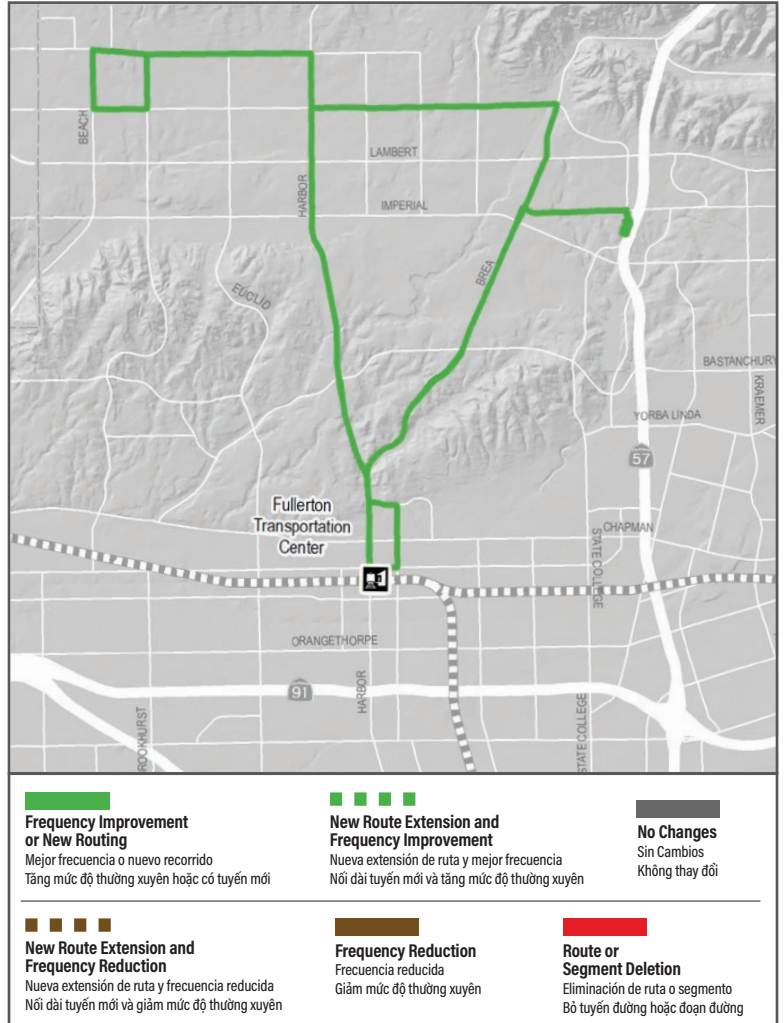 BEACH
LAMBERT
HARBOR
IMPERIAL
EUCLID
BREA
BASTANCHURY
KRAEMER
YORBA LINDA
57
Fullerton
Transportation
Center
CHAPMAN
STATE COLLEGE
ORANGETHORPE
91
HARBOR
ROOKHURST
STATE COLLEGE
Frequency Improvement
or New Routing
Mejor frecuencia o nuevo recorrido
Tăng mức độ thường xuyên hoặc có tuyến mới
New Route Extension and
Frequency Improvement
Nueva extensión de ruta y mejor frecuencia
Nối dài tuyến mới và tăng mức độ thường xuyên
No Changes
Sin Cambios
Không thay đổi
New Route Extension and
Frequency Reduction
Nueva extensión de ruta y frecuencia reducida
Nối dài tuyến mới và giảm mức độ thường xuyên
Frequency Reduction
Frecuencia reducida
Giảm mức độ thường xuyên
Route or
Segment Deletion
Eliminación de ruta o segmento
Bỏ tuyến đường hoặc đoạn đường